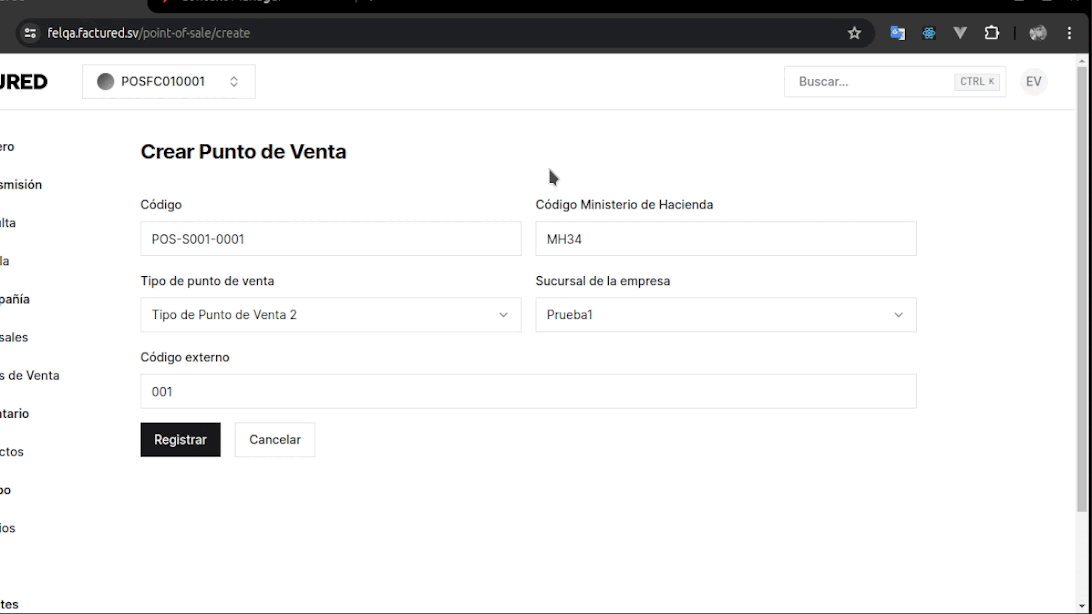 felqa.factured.sv/point-of-sale/create
URED
POSFC010001
Buscar...
CTRL K
EV
ero
smisión
Crear Punto de Venta
Código
Código Ministerio de Hacienda
ulta
POS-S001-0001
MH34
la
Tipo de punto de venta
Sucursal de la empresa
pañía
Tipo de Punto de Venta 2
Prueba1
sales
Código externo
s de Venta
001
ntario
Registrar
Cancelar
ctos
po
ios
tes